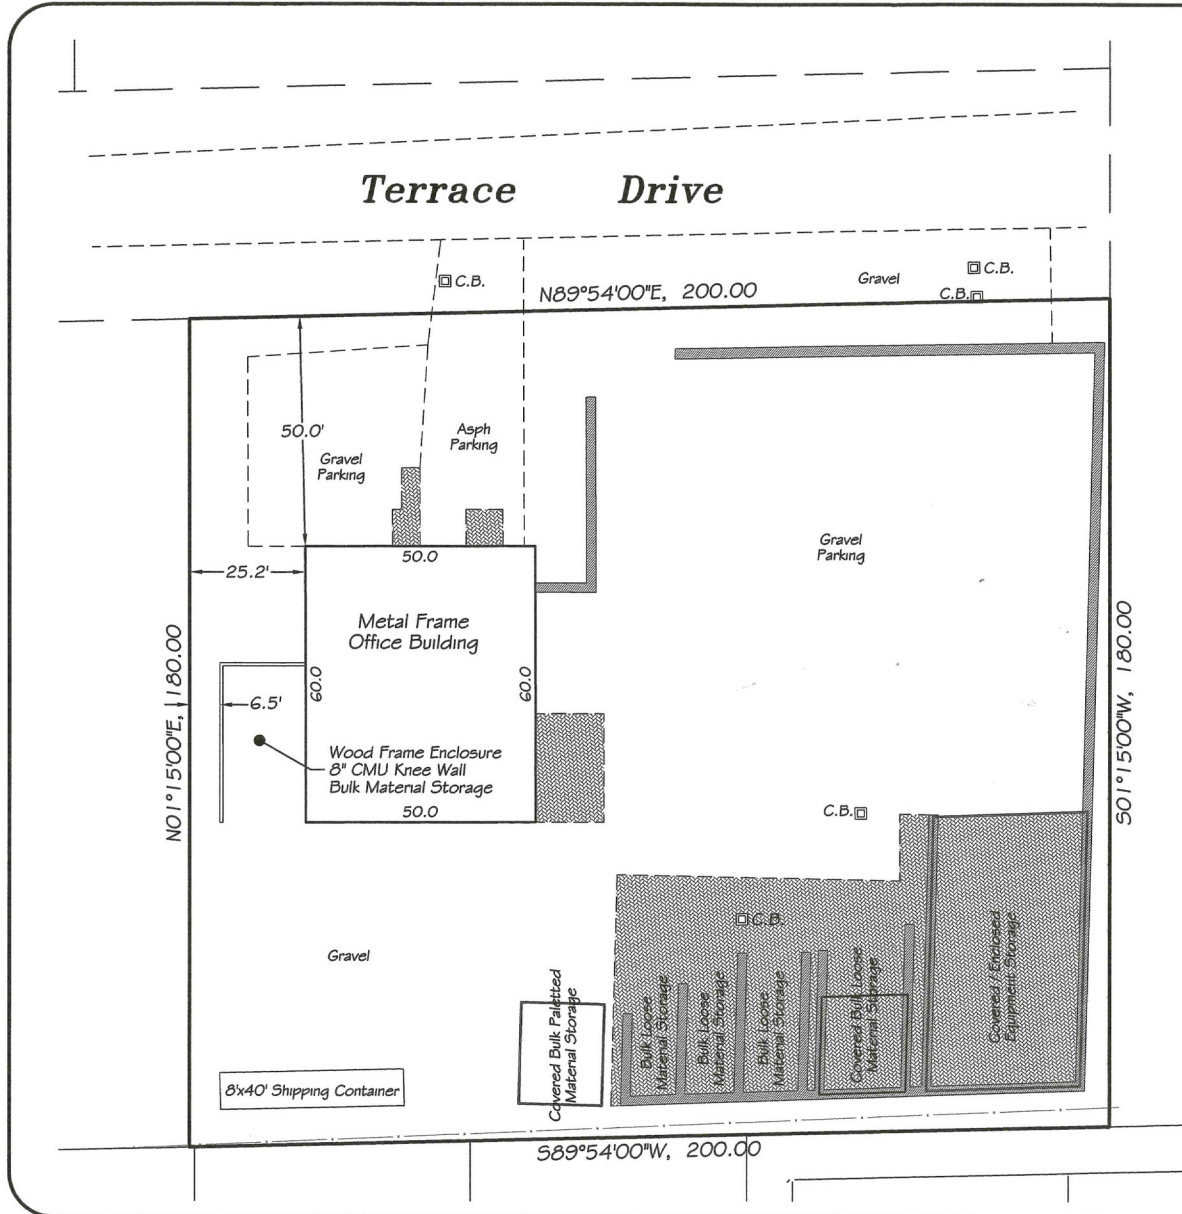 Terrace Drive
C.B.
N89°54'00"E, 200.00
Gravel
C.B.
C.B.
50.0'
Gravel
Parking
Asph
Parking
Gravel
Parking
50.0
25.2'
Metal Frame
Office Building
60.0
60.0
N01°15'00"E, 180.00
S01°15'00"W, 180.00
6.5'
Wood Frame Enclosure
8" CMU Knee Wall
Bulk Material Storage
50.0
C.B.
C.B.
Gravel
Covered Bulk Paletted
Material Storage
Bulk Loose
Material Storage
Bulk Loose
Material Storage
Bulk Loose
Material Storage
Covered Bulk Loose
Material Storage
Covered / Enclosed
Equipment Storage
8'x40' Shipping Container
S89°54'00"W, 200.00